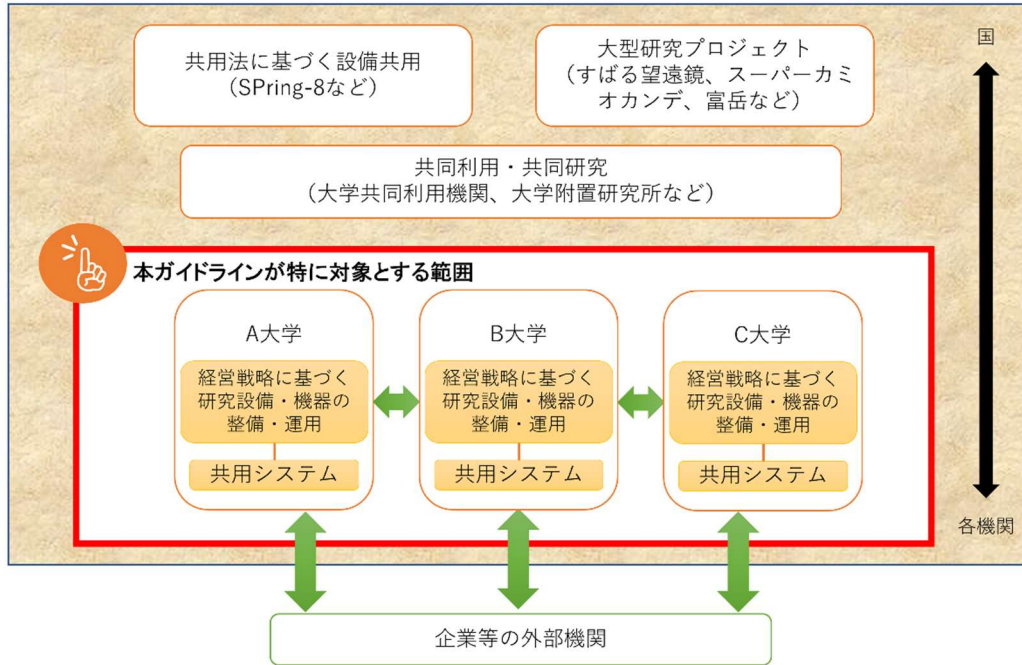 国
共用法に基づく設備共用
(SPring-8など)
大型研究プロジェクト
(すばる望遠鏡、スーパーカミ
オカンデ、富岳など)
共同利用・共同研究
(大学共同利用機関、大学附置研究所など)
本ガイドラインが特に対象とする範囲
A大学
経営戦略に基づく
研究設備・機器の
整備・運用
共用システム
B大学
経営戦略に基づく
研究設備・機器の
整備・運用
共用システム
C大学
経営戦略に基づく
研究設備・機器の
整備・運用
共用システム
各機関
企業等の外部機関